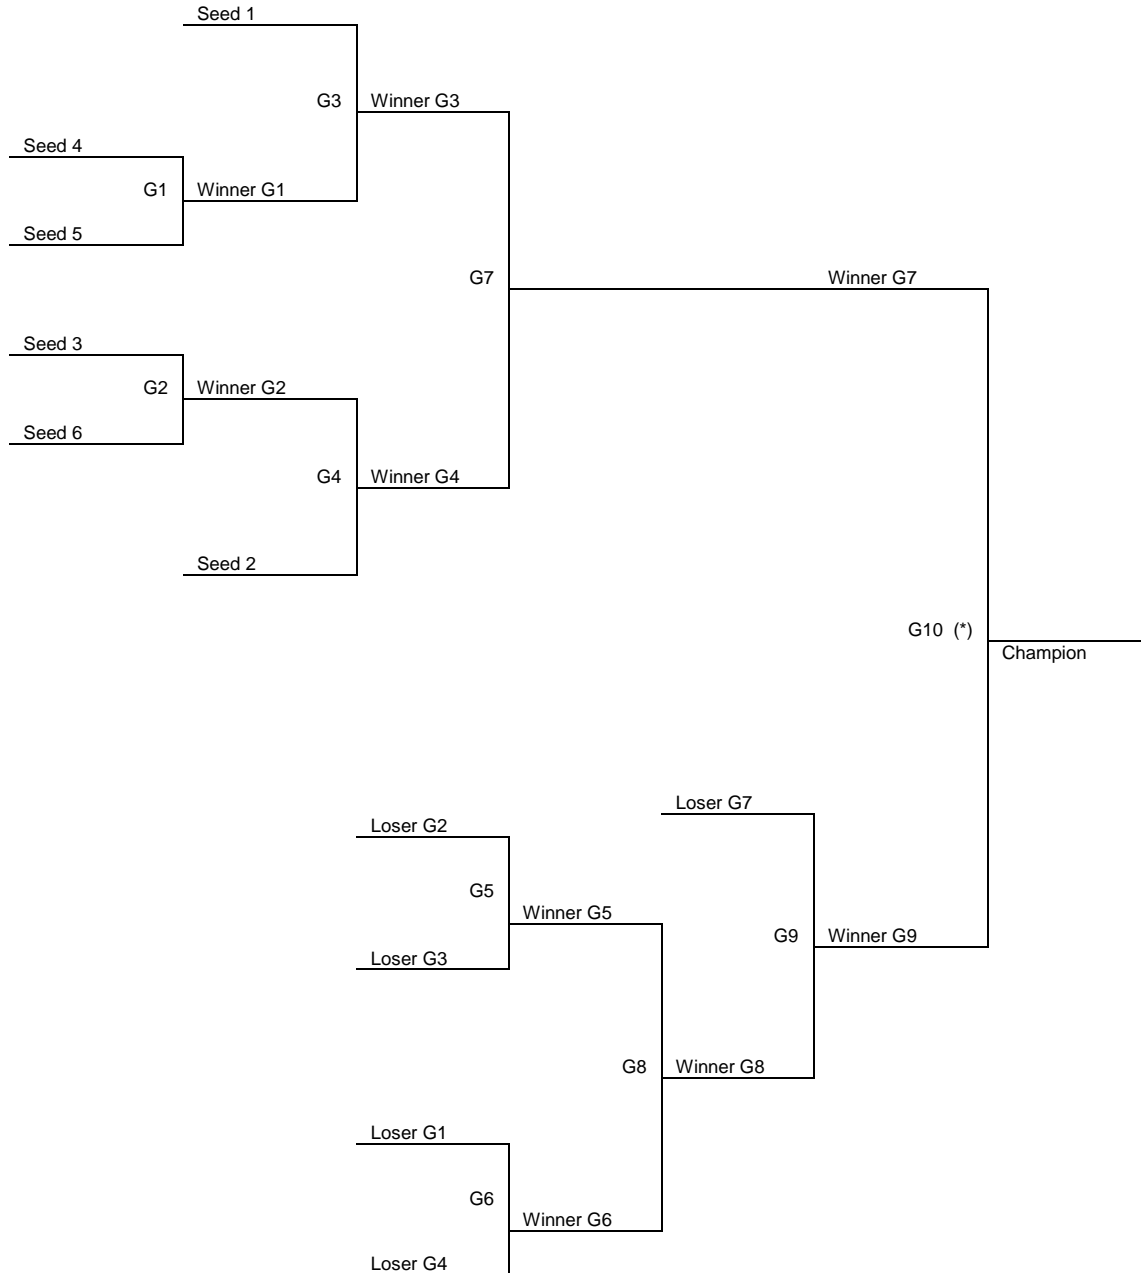 Seed 1
G3
Winner G3
Seed 4
G1
Winner G1
Seed 5
G7
Winner G7
Seed 3
G2
Winner G2
Seed 6
G4
Winner G4
Seed 2
G10 (*)
Champion
Loser G7
Loser G2
G5
Winner G5
G9
Winner G9
Loser G3
G8
Winner G8
Loser G1
G6
Winner G6
Loser G4